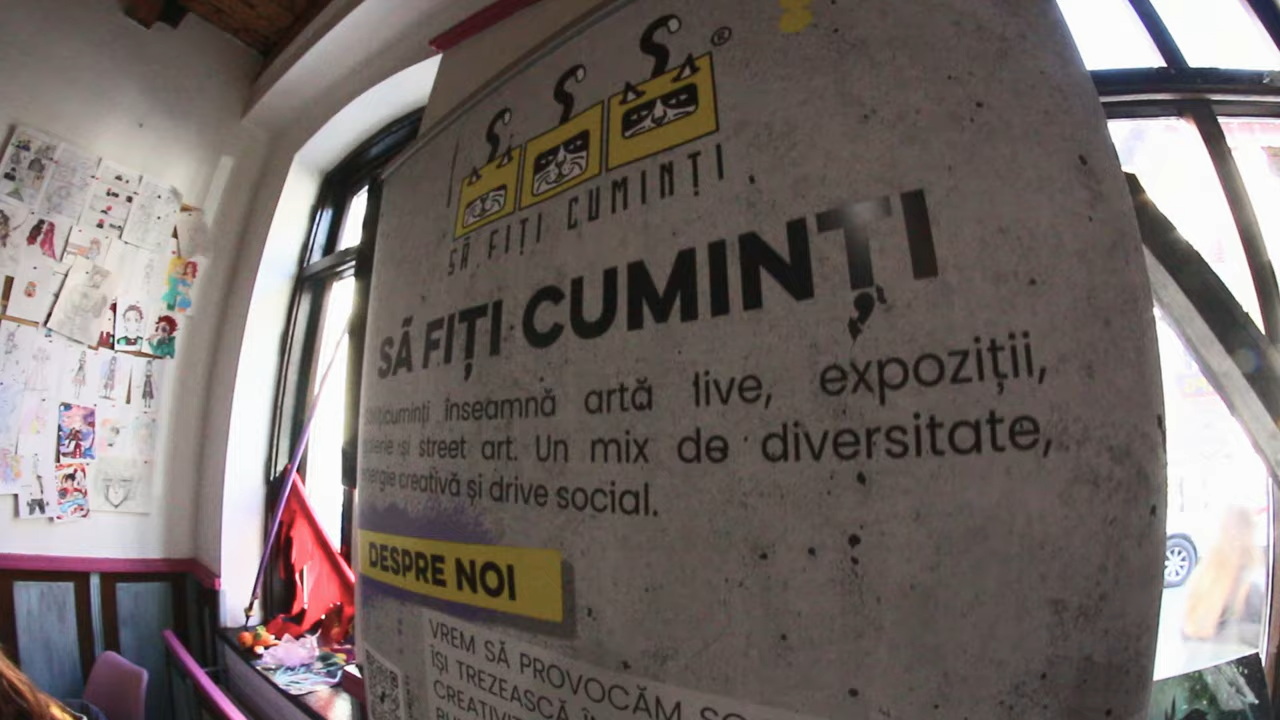 SĂ FIȚI CUMINȚI.
SĂ FIȚI CUMINȚI
înseamnă artă live, expoziții,
și street art. Un mix de diversitate,
creativă și drive social.
DESPRE NOI
VREM SĂ PROVOCĂM
ÎȘI TREZEASCĂ